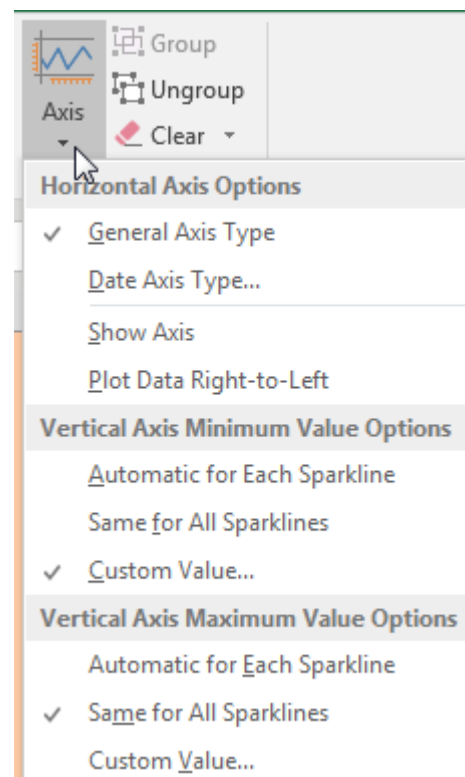 Group
Ungroup
Axis
Clear
Horizontal Axis Options
General Axis Type
Date Axis Type...
Show Axis
Plot Data Right-to-Left
Vertical Axis Minimum Value Options
Automatic for Each Sparkline
Same for All Sparklines
Custom Value...
Vertical Axis Maximum Value Options
Automatic for Each Sparkline
Same for All Sparklines
Custom Value...